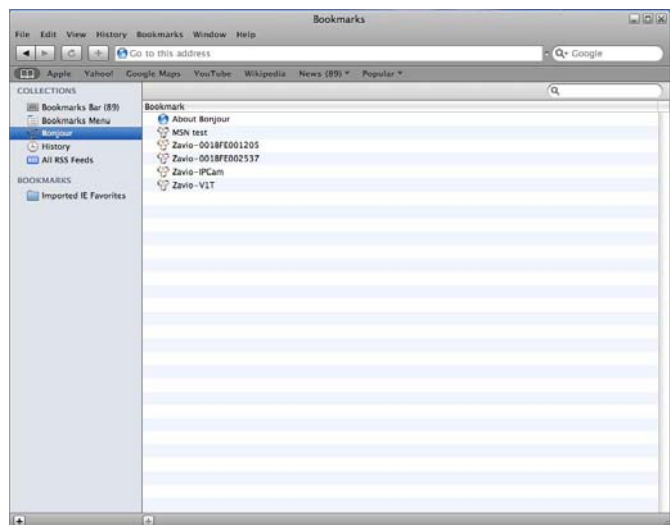 Bookmarks
File Edit View History Bookmarks Window Help
Go to this address
Google
Apple Yahoo! Google Maps YouTube Wikipedia News (89) Popular
COLLECTIONS
Bookmark
Bookmarks Bar (89)
About Bonjour
Bookmarks Menu
MSN test
Bonjour
Zavio-0018FE001205
History
Zavio-0018FE002537
All RSS Feeds
Zavio-IPCam
BOOKMARKS
Zavio-V1T
Imported IE Favorites